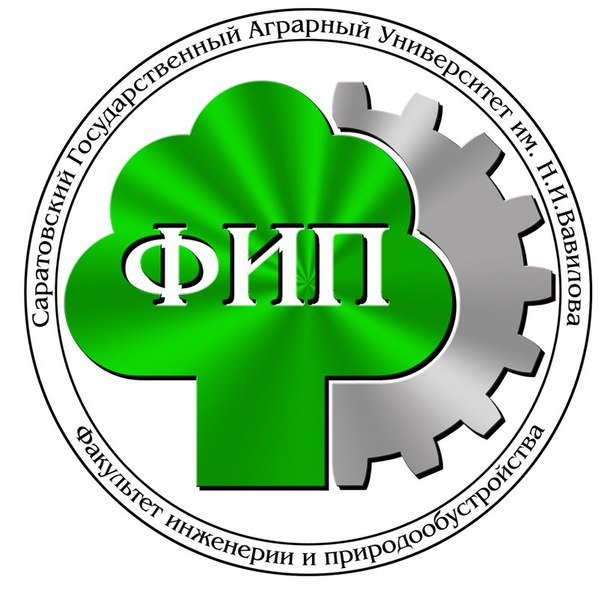 Саратовский Государственный Аграрный Университет им. Н.И.Вавилова
ФИП
Факультет инженерии и природообустройства